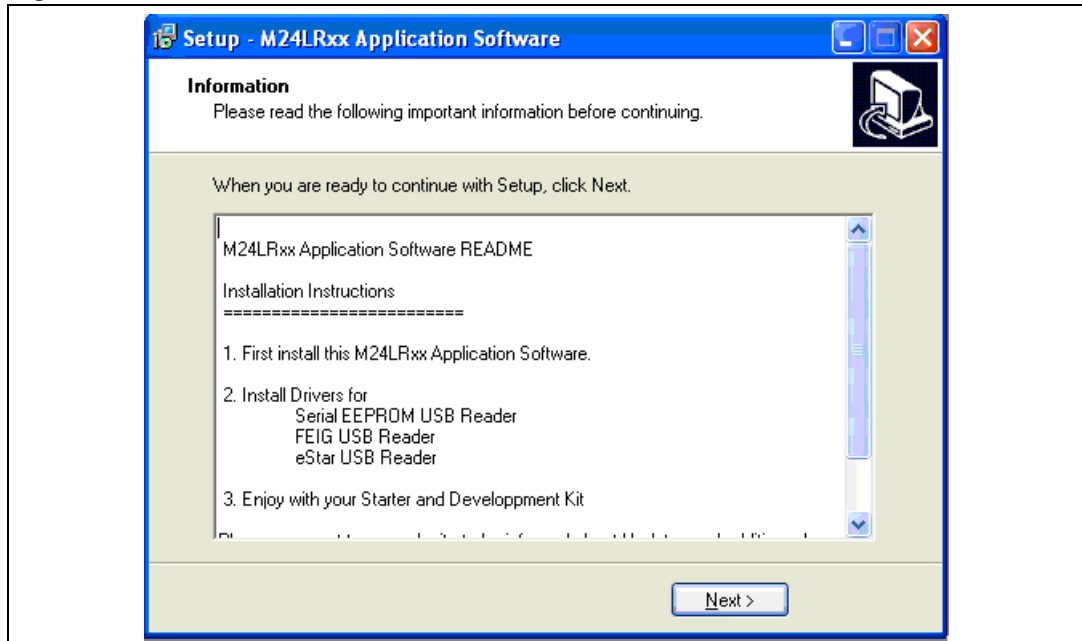 Setup - M24LRxx Application Software
Information
Please read the following important information before continuing.
When you are ready to continue with Setup, click Next.
M24LRxx Application Software README
Installation Instructions
=========================
1. First install this M24LRxx Application Software.
2. Install Drivers for
Serial EEPROM USB Reader
FEIG USB Reader
eStar USB Reader
3. Enjoy with your Starter and Developpment Kit
Next >